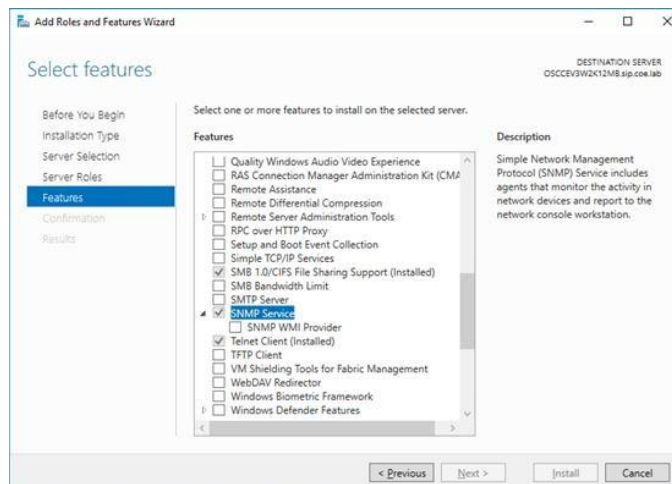 Add Roles and Features Wizard
Select features
DESTINATION SERVER
OSCCEV3W2K12MB.sip.coe.lab
Before You Begin
Installation Type
Server Selection
Server Roles
Features
Confirmation
Results
Select one or more features to install on the selected server.
Features
Quality Windows Audio Video Experience
RAS Connection Manager Administration Kit (CMA
Remote Assistance
Remote Differential Compression
Remote Server Administration Tools
RPC over HTTP Proxy
Setup and Boot Event Collection
Simple TCP/IP Services
SMB 1.0/CIFS File Sharing Support (Installed)
SMB Bandwidth Limit
SMTP Server
SNMP Service
SNMP WMI Provider
Telnet Client (Installed)
TFTP Client
VM Shielding Tools for Fabric Management
WebDAV Redirector
Windows Biometric Framework
Windows Defender Features
Description
Simple Network Management
Protocol (SNMP) Service includes
agents that monitor the activity in
network devices and report to the
network console workstation.
< Previous
Next >
Install
Cancel